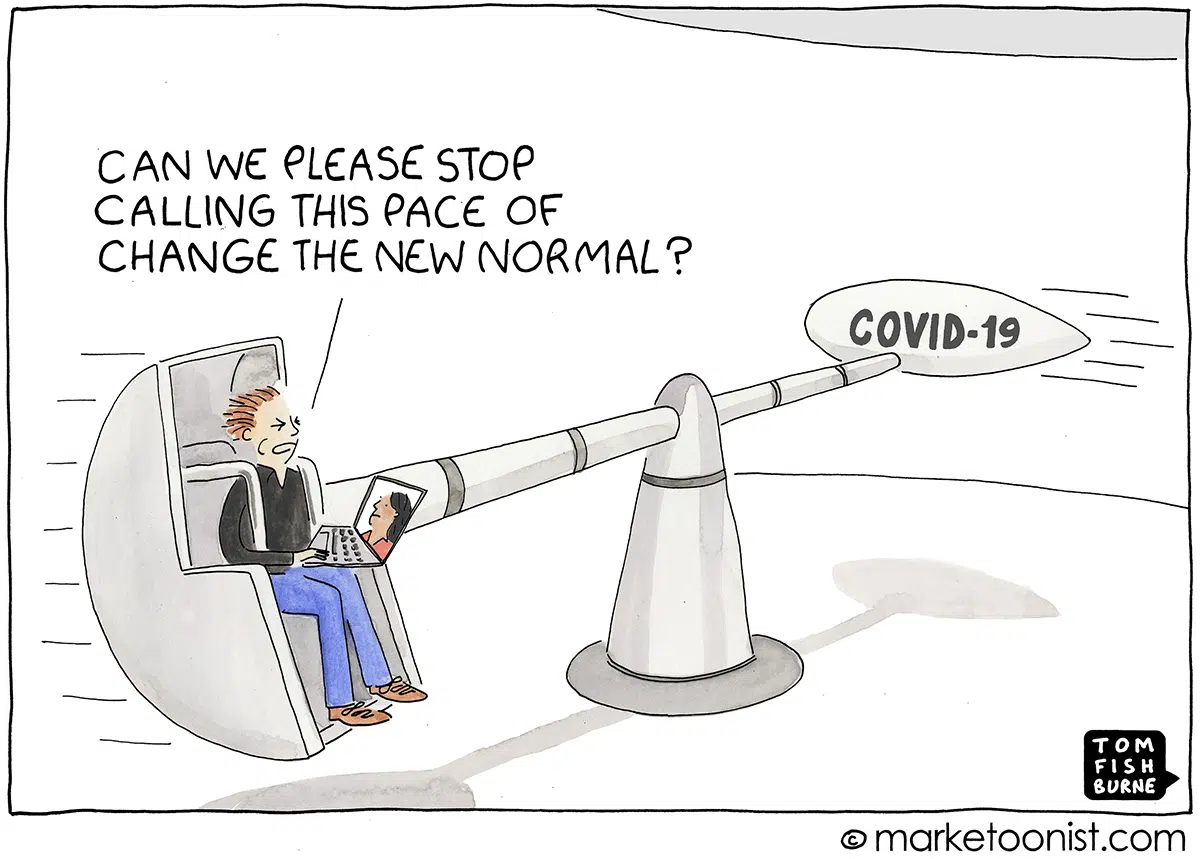 CAN WE PLEASE STOP
CALLING THIS PACE OF
CHANGE THE NEW NORMAL?
COVID-19
TOM
FISH
BURNE
© marketoonist.com